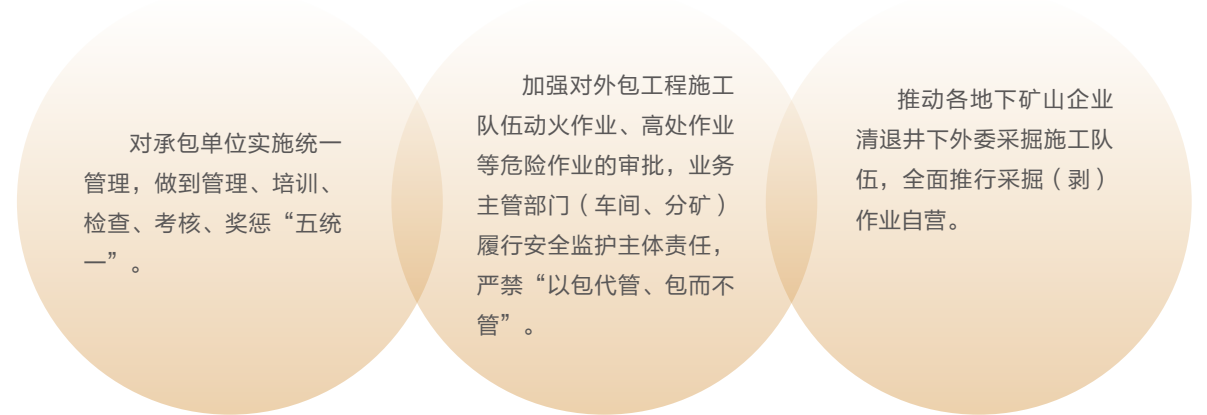 对承包单位实施统一
管理，做到管理、培训、
检查、考核、奖惩“五统
一”。
加强对外包工程施工
队伍动火作业、高处作业
等危险作业的审批，业务
主管部门（车间、分矿）
履行安全监护主体责任，
严禁“以包代管、包而不
管”。
推动各地下矿山企业
清退井下外委采掘施工队
伍，全面推行采掘（剥）
作业自营。